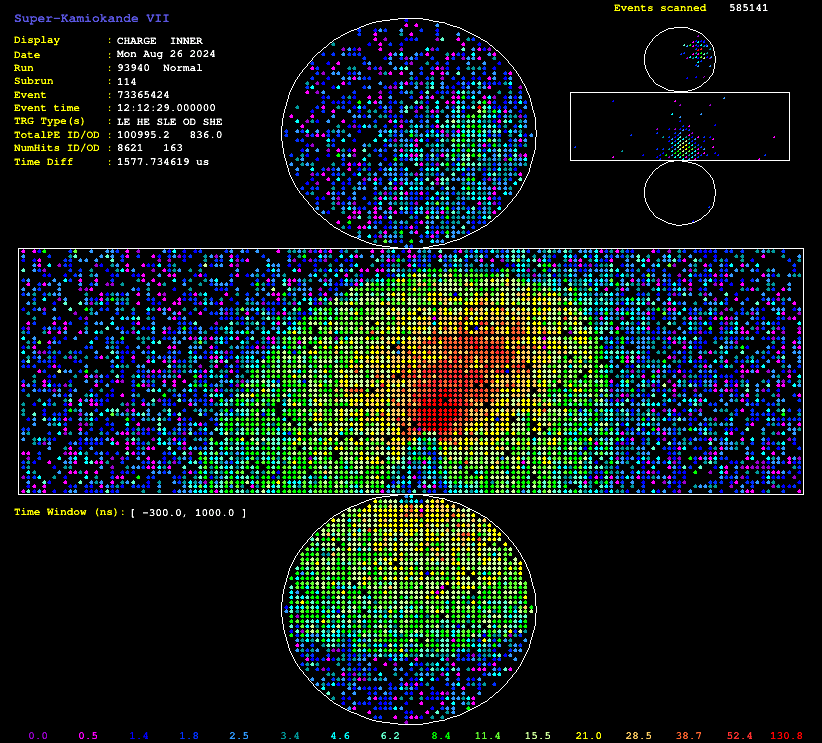 Super-Kamiokande VII
Events scanned 585141
Display : CHARGE INNER
Date : Mon Aug 26 2024
Run : 93940 Normal
Subrun : 114
Event : 73365424
Event time : 12:12:29.000000
TRG Type(s) : LE HE SLE OD SHE
TotalPE ID/OD : 100995.2 836.0
NumHits ID/OD : 8621 163
Time Diff : 1577.734619 us
Time Window (ns): [ -300.0, 1000.0 ]
0.0 0.5 1.4 1.8 2.5 3.4 4.6 6.2 8.4 11.4 15.5 21.0 28.5 38.7 52.4 130.8